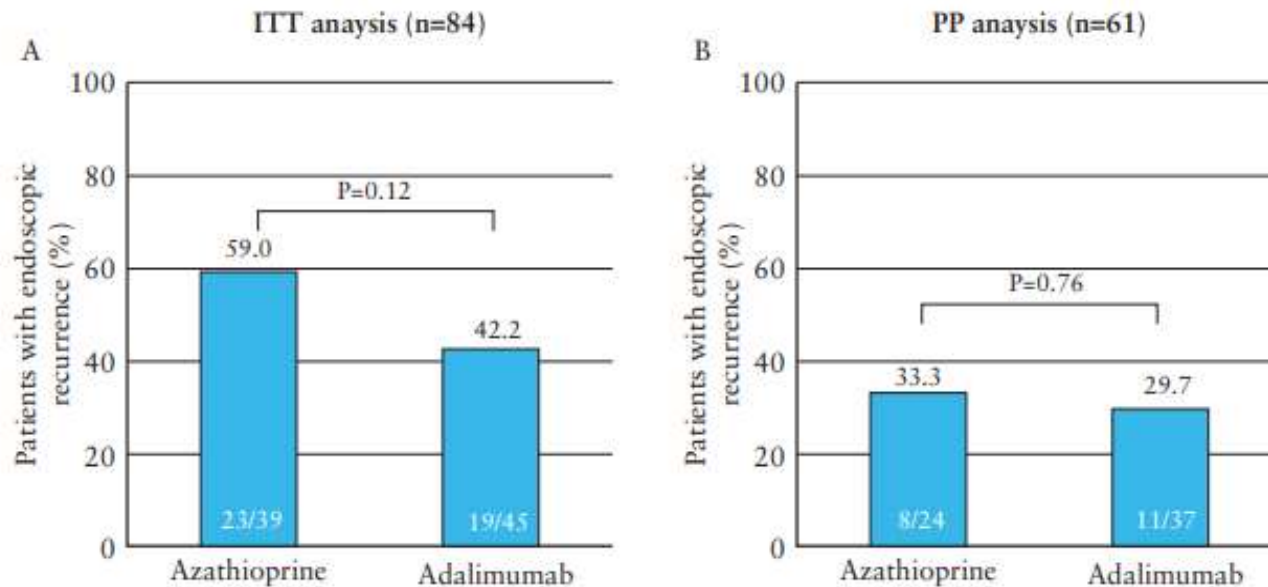 ITT anaysis (n=84)
A
Patients with endoscopic
recurrence (%)
100
80
60
40
20
0
P=0.12
59.0
42.2
23/39
19/45
Azathioprine
Adalimumab
PP anaysis (n=61)
B
Patients with endoscopic
recurrence (%)
100
80
60
40
20
0
P=0.76
33.3
29.7
8/24
11/37
Azathioprine
Adalimumab